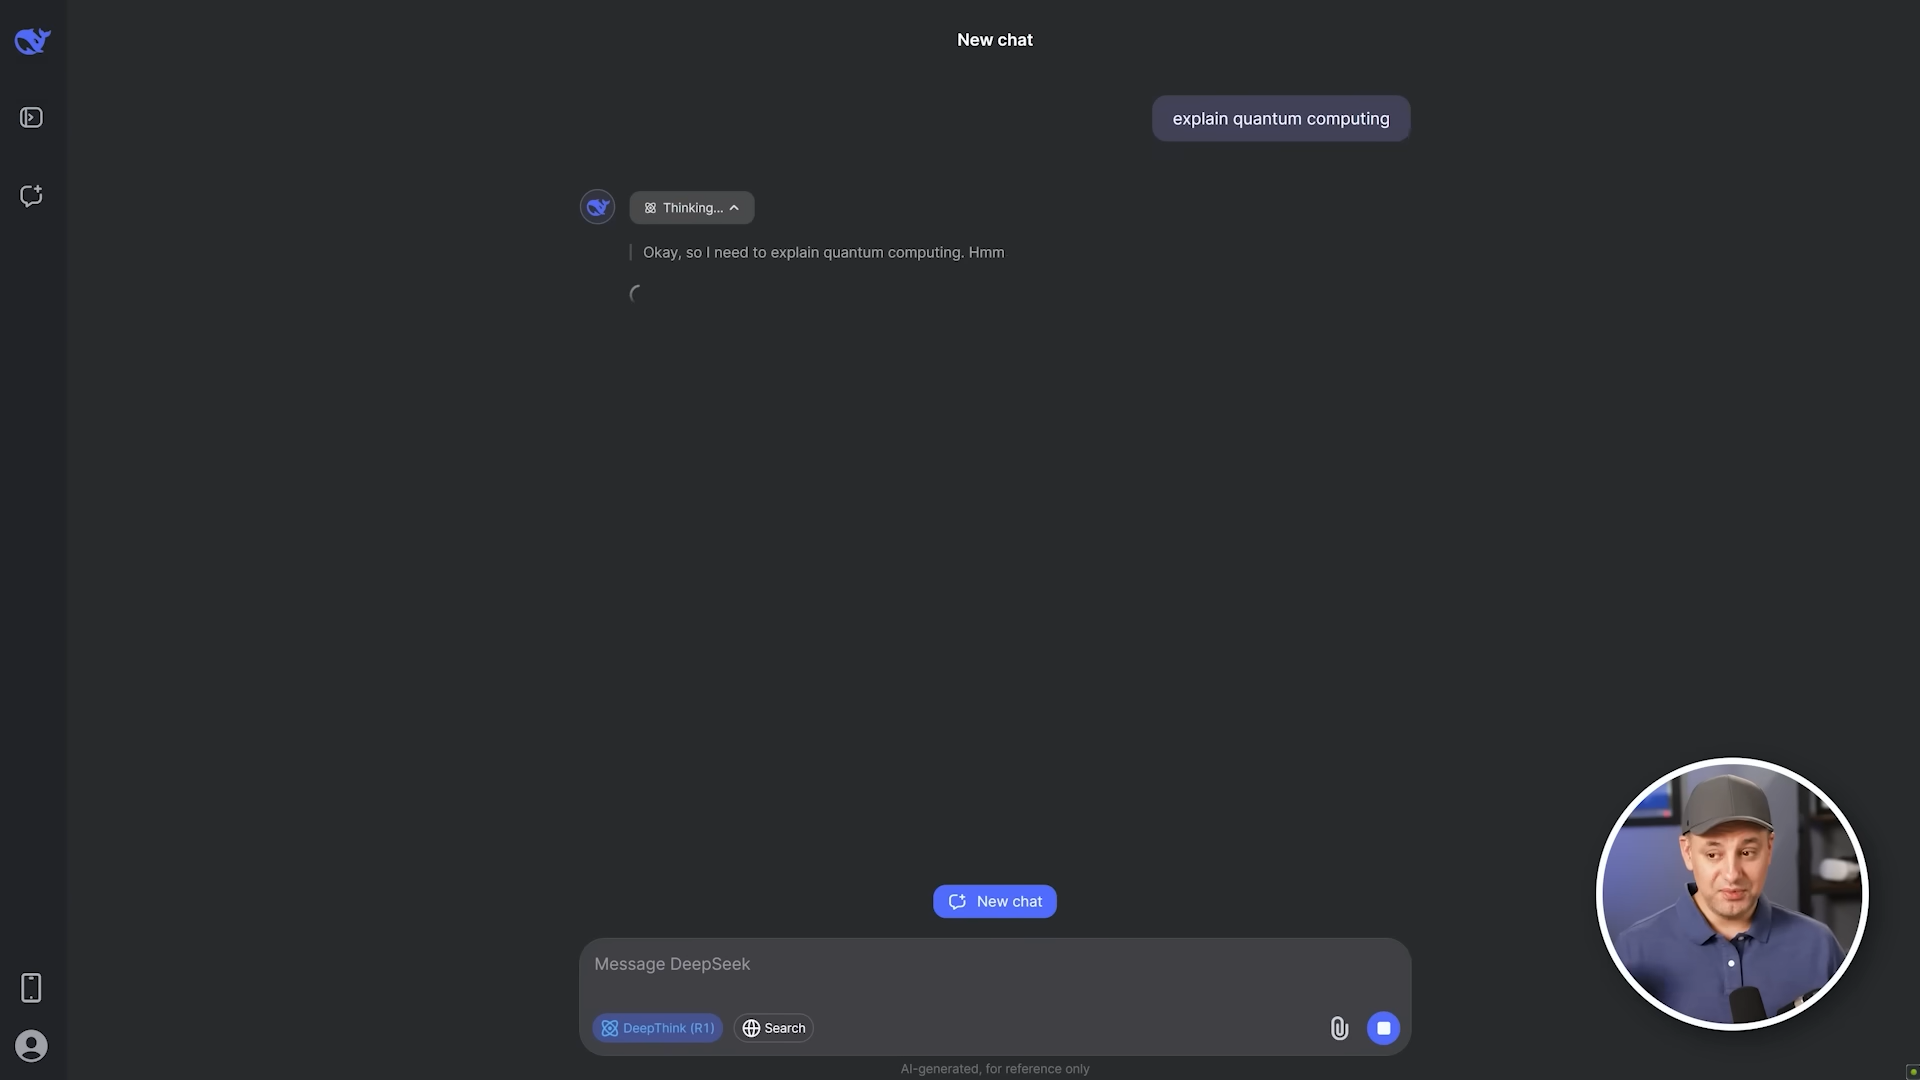 New chat
explain quantum computing
Thinking...
Okay, so I need to explain quantum computing. Hmm
New chat
Message DeepSeek
DeepThink (R1)
Search
AI-generated, for reference only